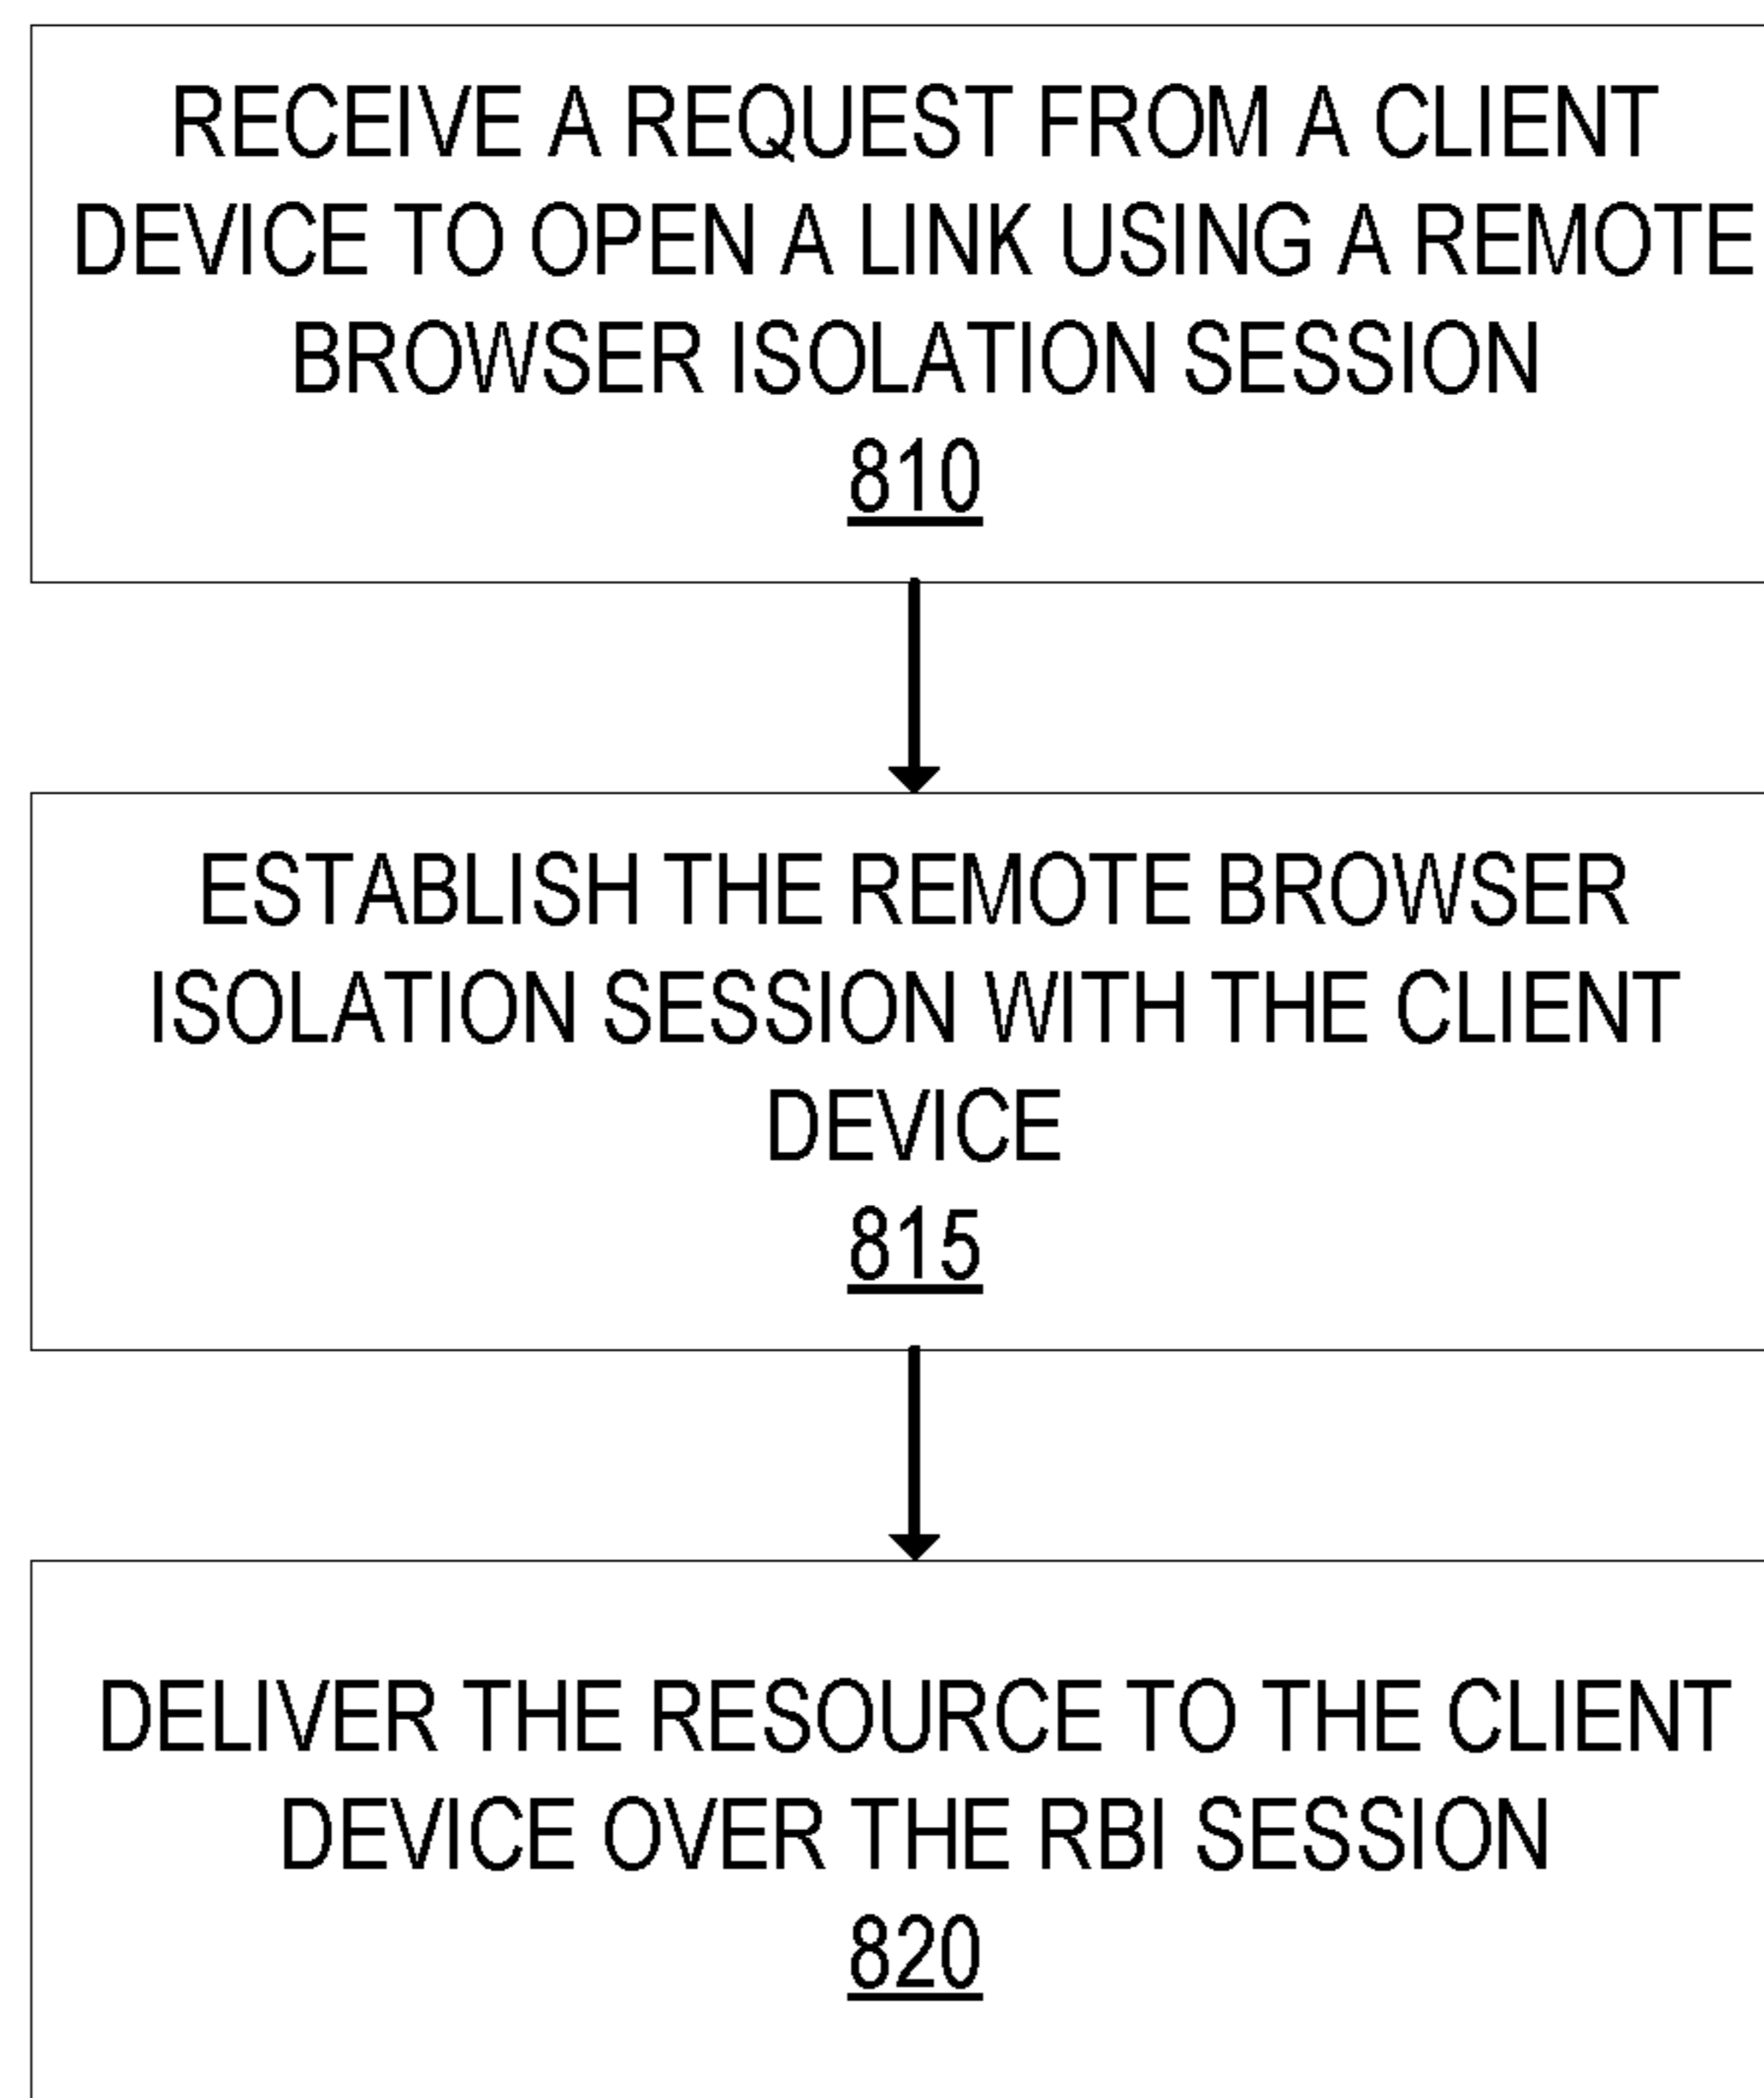 RECEIVE A REQUEST FROM A CLIENT
DEVICE TO OPEN A LINK USING A REMOTE
BROWSER ISOLATION SESSION
810
ESTABLISH THE REMOTE BROWSER
ISOLATION SESSION WITH THE CLIENT
DEVICE
815
DELIVER THE RESOURCE TO THE CLIENT
DEVICE OVER THE RBI SESSION
820